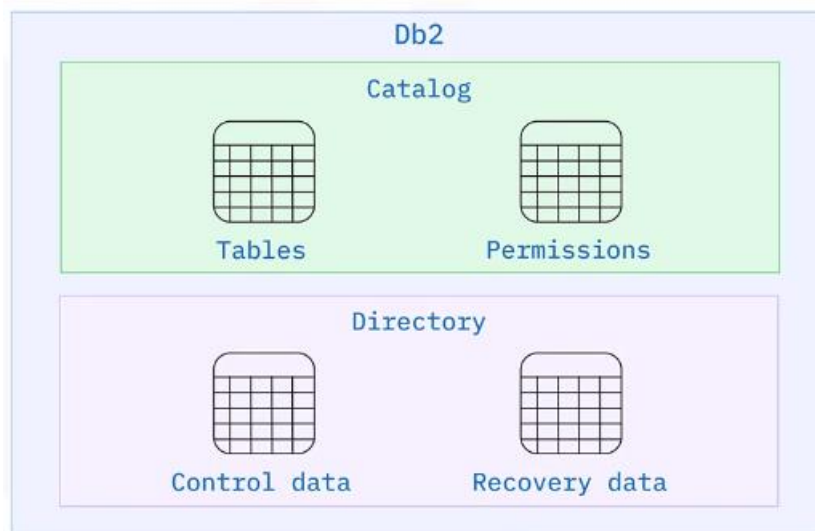 Db2
Catalog
Tables Permissions
Directory
Control data Recovery data